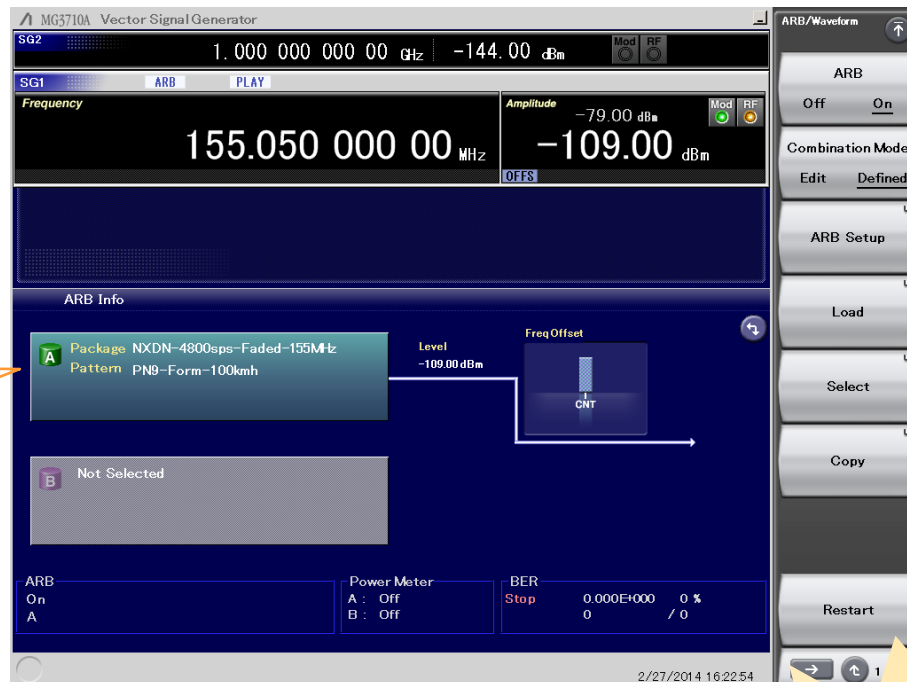 MG3710A Vector Signal Generator
SG2
1.000 000 000 00 GHz -144.00 dBm Mod RF
SG1 ARB PLAY
Frequency
155.050 000 00 MHz
Amplitude
-79.00 dBm Mod RF
-109.00 dBm
OFFS
ARB Info
A
Package NXDN-4800sps-Faded-155MHz
Pattern PN9-Form-100kmh
Level
-109.00dBm
Freq Offset
CNT
B
Not Selected
ARB
On
A
Power Meter
A : Off
B : Off
BER
Stop 0.000E+000 0 %
0 / 0
2/27/2014 16:22:54
ARB/Waveform
ARB
Off On
Combination Mode
Edit Defined
ARB Setup
Load
Select
Copy
Restart
1